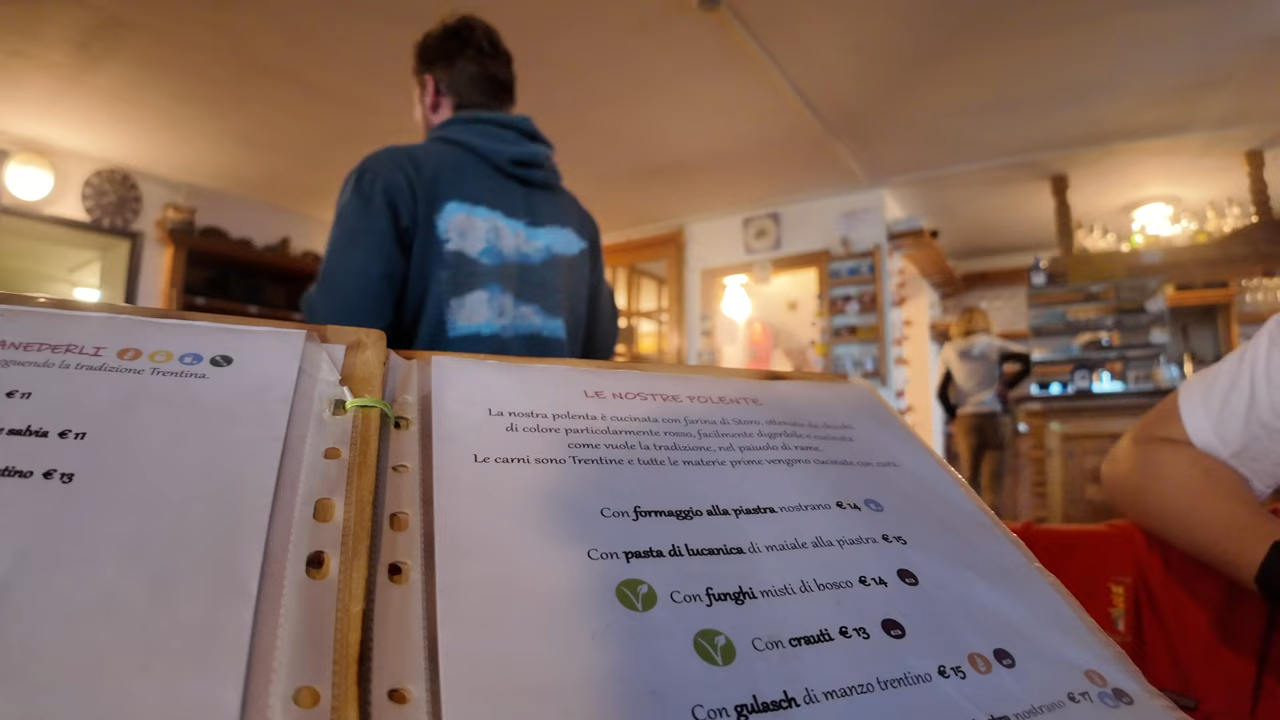 ANEDERLI
eguendo la tradizione Trentina.
€ 11
salvia € 11
tino € 13
LE NOSTRE POLENTE
La nostra polenta è cucinata con farina di Storo, ottenuta da
di colore particolarmente rosso, facilmente digeribile e cucinata
come vuole la tradizione, nel paiuolo di rame.
Le carni sono Trentine e tutte le materie prime vengono cucinate con cura.
Con formaggio alla piastra nostrano € 14
Con pasta di lucanica di maiale alla piastra € 15
Con funghi misti di bosco € 14
Con crauti € 13
Con gulasch di manzo trentino € 15
nostrano € 17